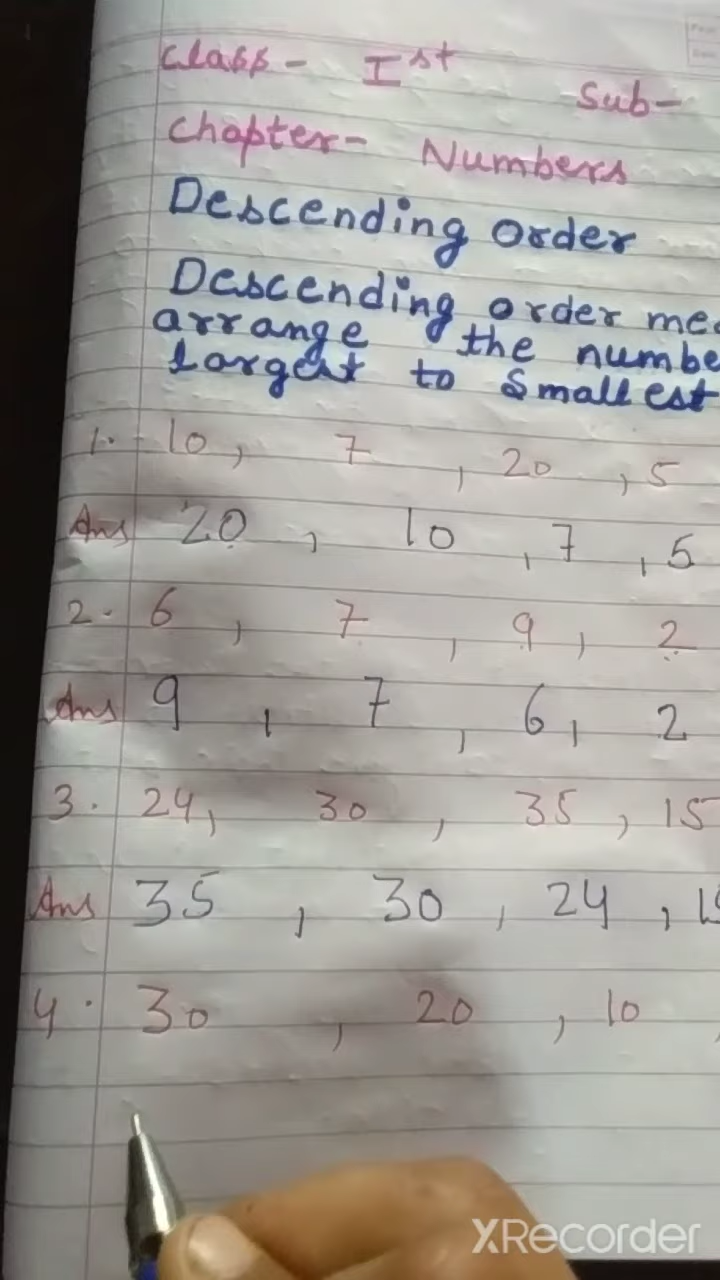 Class- Ist Sub-
Chapter- Numbers
Descending order
Descending order
arrange the
largest to smallest
1. 10, 7, 20, 5
Ans 20, 10, 7, 5
2. 6, 7, 9, 2
Ans 9, 7, 6, 2
3. 24, 30, 35, 15
Ans 35, 30, 24,
4. 30, 20, 10,
XRecorder